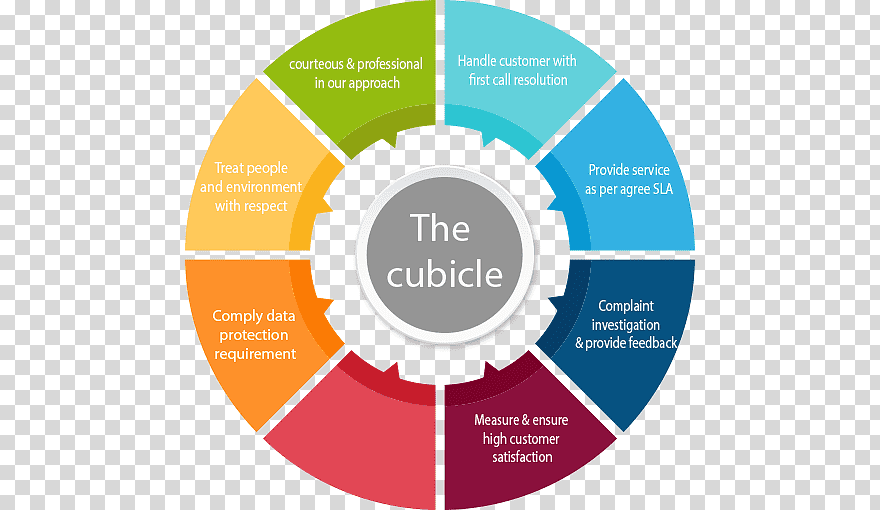 courteous & professional
in our approach
Handle customer with
first call resolution
Treat people
and environment
with respect
Provide service
as per agree SLA
The
cubicle
Comply data
protection
requirement
Complaint
investigation
& provide feedback
Measure & ensure
high customer
satisfaction